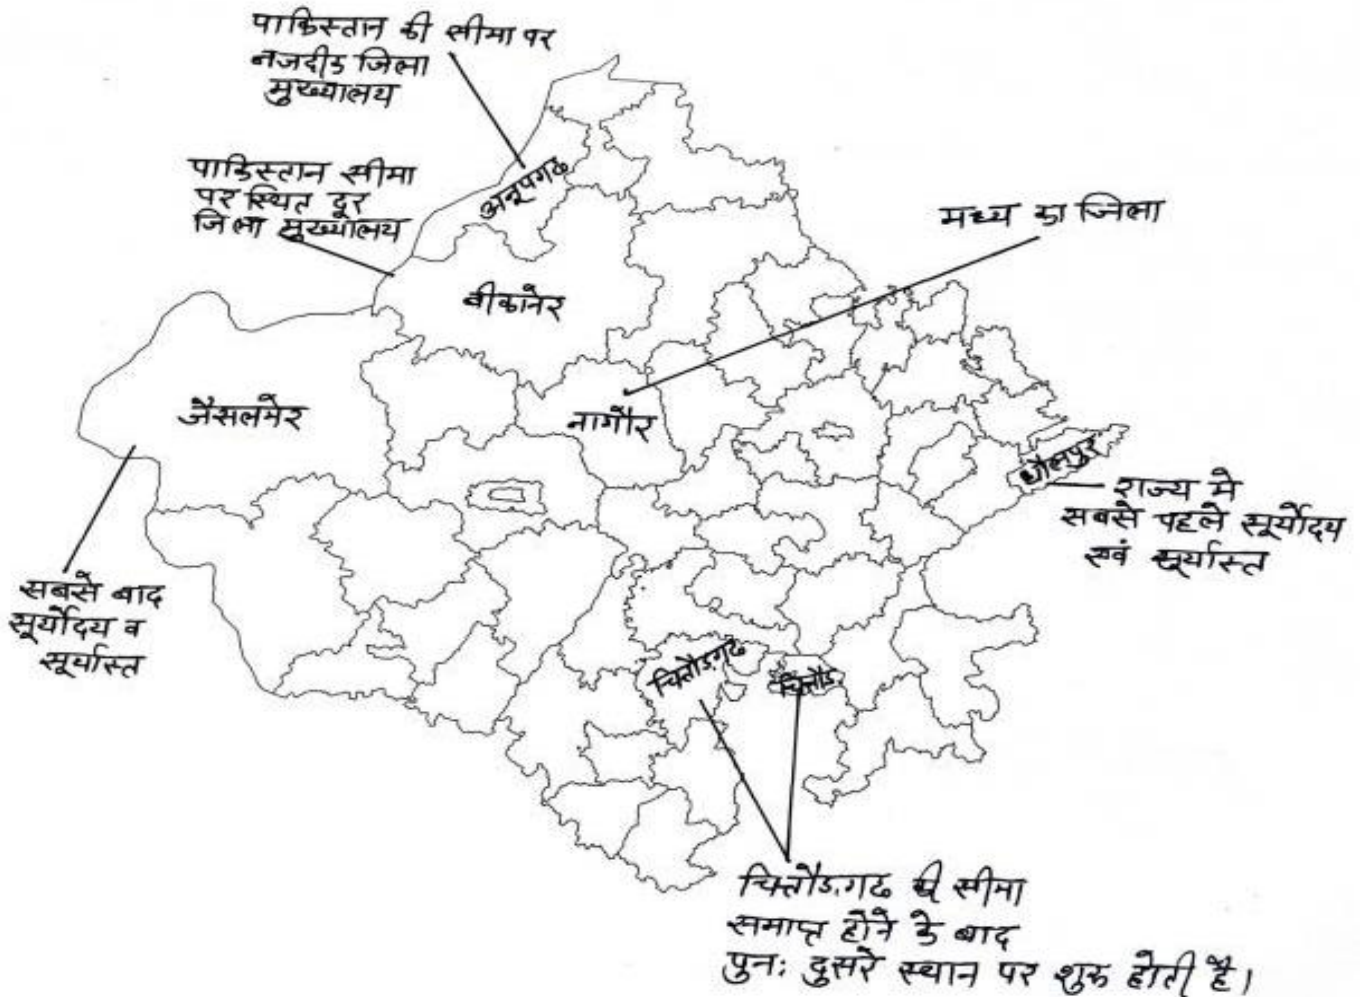 पाकिस्तान की सीमा पर
नजदीक जिला
मुख्यालय
पाकिस्तान सीमा
पर स्थित दूर
जिला मुख्यालय
अनूपगढ
मध्य का जिला
बीकानेर
जैसलमेर
नागौर
धौलपुर
राज्य मे
सबसे पहले सूर्योदय
एवं सूर्यास्त
सबसे बाद
सूर्योदय व
सूर्यास्त
चित्तौड़गढ
चित्तौड़
चित्तौड़गढ की सीमा
समाप्त होने के बाद
पुनः दुसरे स्थान पर शुरू होती है।